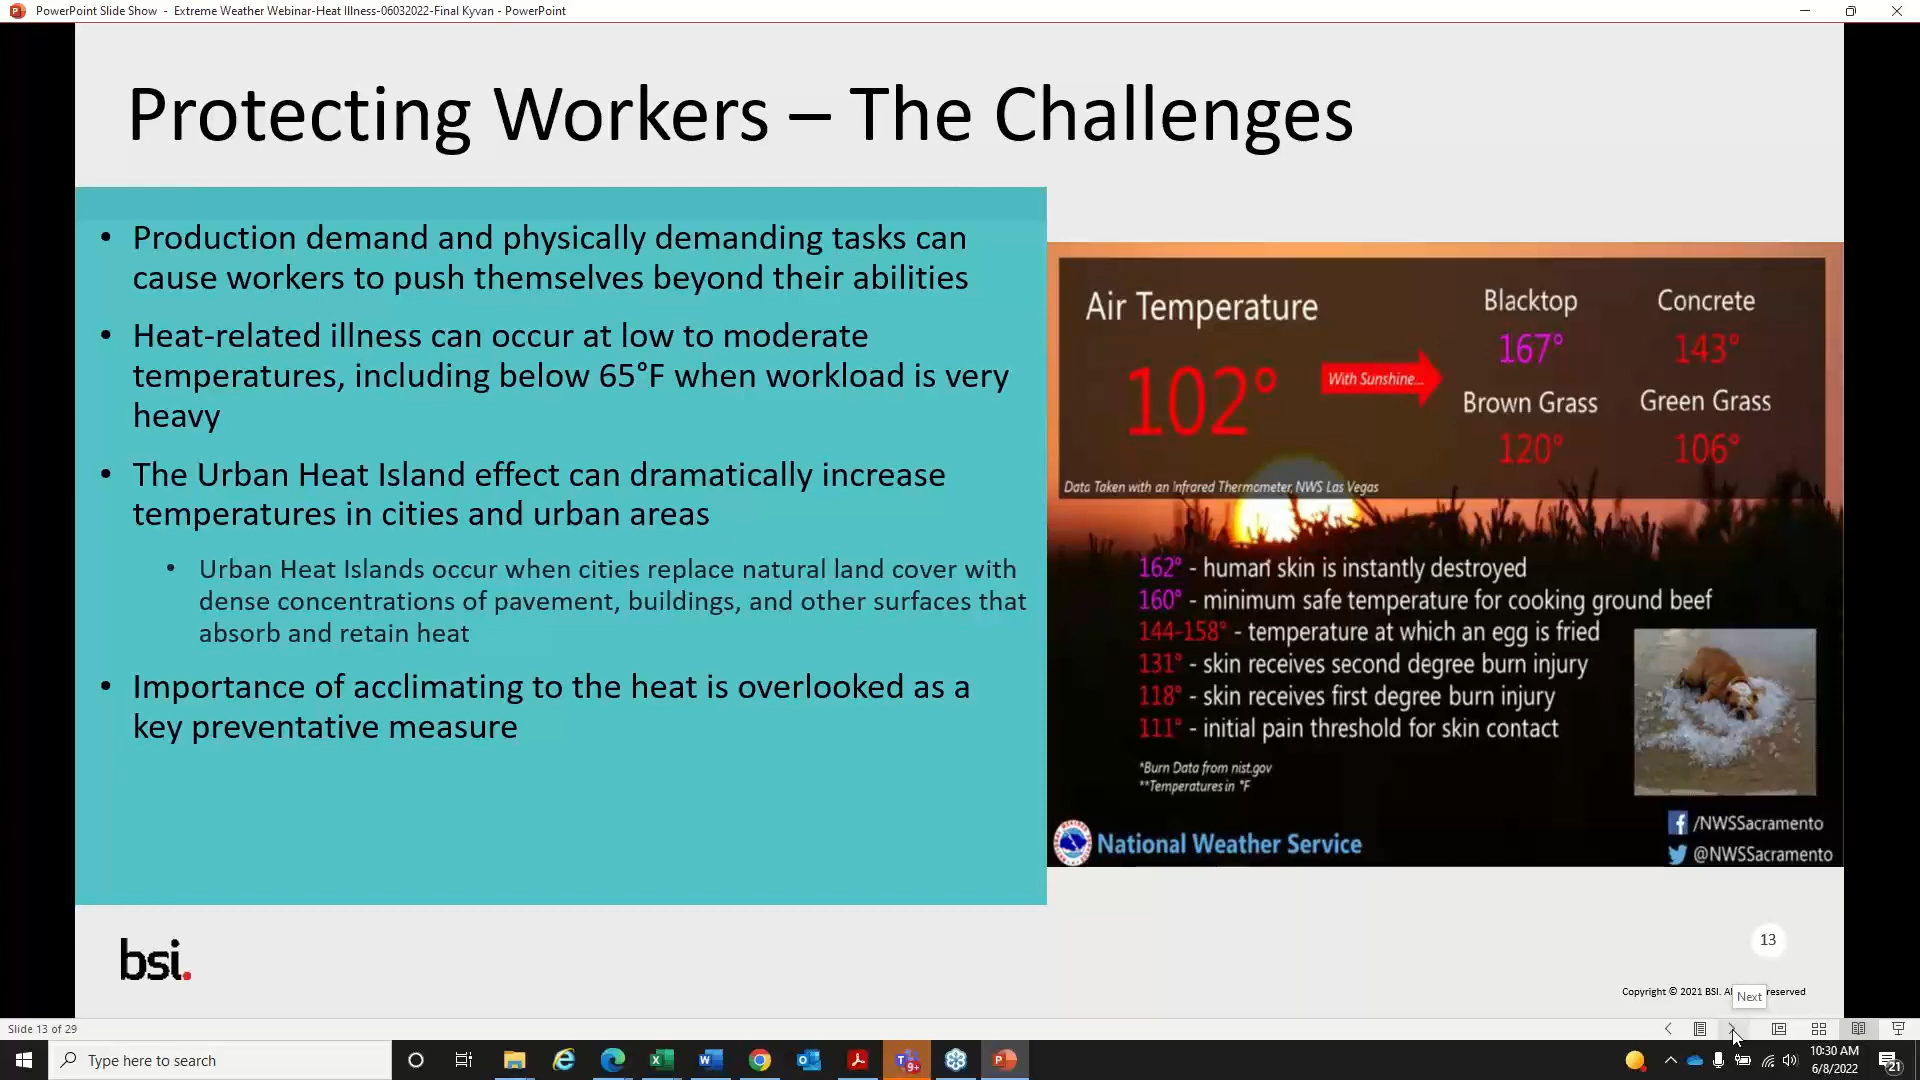 PowerPoint Slide Show - Extreme Weather Webinar-Heat Illness-06032022-Final Kyvan - PowerPoint
Protecting Workers – The Challenges
• Production demand and physically demanding tasks can
cause workers to push themselves beyond their abilities
• Heat-related illness can occur at low to moderate
temperatures, including below 65°F when workload is very
heavy
• The Urban Heat Island effect can dramatically increase
temperatures in cities and urban areas
• Urban Heat Islands occur when cities replace natural land cover with
dense concentrations of pavement, buildings, and other surfaces that
absorb and retain heat
• Importance of acclimating to the heat is overlooked as a
key preventative measure
Air Temperature
102°
With Sunshine...
Blacktop
167°
Concrete
143°
Brown Grass
120°
Green Grass
106°
Data Taken with an Infrared Thermometer, NWS Las Vegas
162° - human skin is instantly destroyed
160° - minimum safe temperature for cooking ground beef
144-158° - temperature at which an egg is fried
131° - skin receives second degree burn injury
118° - skin receives first degree burn injury
111° - initial pain threshold for skin contact
*Burn Data from nist.gov
**Temperatures in °F
National Weather Service
/NWSSacramento
@NWSSacramento
bsi.
13
Copyright © 2021 BSI. reserved
Next
Slide 13 of 29
Type here to search
9+
10:30 AM
6/8/2022
21